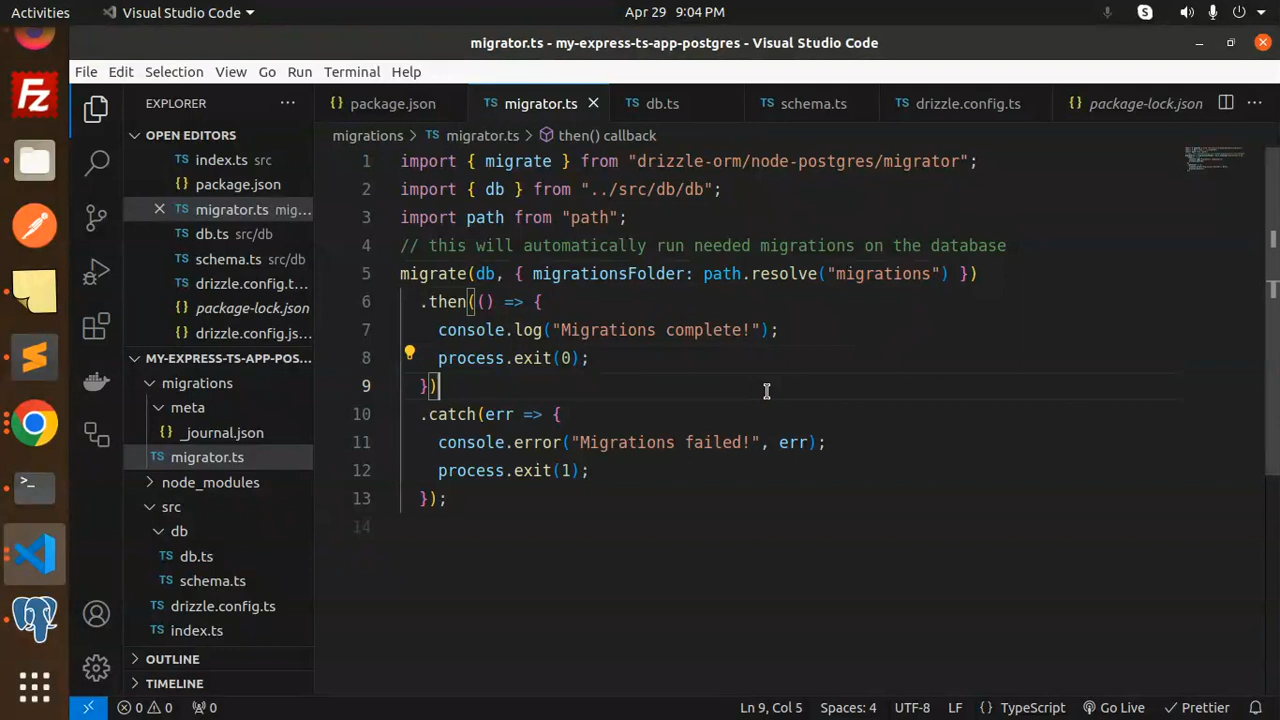 Activities
Visual Studio Code
Apr 29 9:04 PM
migrator.ts - my-express-ts-app-postgres - Visual Studio Code
File Edit Selection View Go Run Terminal Help
EXPLORER
OPEN EDITORS
TS index.ts src
{} package.json
TS migrator.ts mig...
TS db.ts src/db
TS schema.ts src/db
TS drizzle.config.t...
{} package-lock.json
TS drizzle.config.js...
MY-EXPRESS-TS-APP-POS...
migrations
meta
{} _journal.json
TS migrator.ts
node_modules
src
db
TS db.ts
TS schema.ts
TS drizzle.config.ts
TS index.ts
OUTLINE
TIMELINE
{} package.json
TS migrator.ts
TS db.ts
TS schema.ts
TS drizzle.config.ts
{} package-lock.json
migrations > TS migrator.ts > then() callback
1 import { migrate } from "drizzle-orm/node-postgres/migrator";
2 import { db } from "../src/db/db";
3 import path from "path";
4 // this will automatically run needed migrations on the database
5 migrate(db, { migrationsFolder: path.resolve("migrations") })
6 .then(() => {
7 console.log("Migrations complete!");
8 process.exit(0);
9 })
10 .catch(err => {
11 console.error("Migrations failed!", err);
12 process.exit(1);
13 });
14
0 0 0
Ln 9, Col 5
Spaces: 4
UTF-8
LF
{} TypeScript
Go Live
Prettier